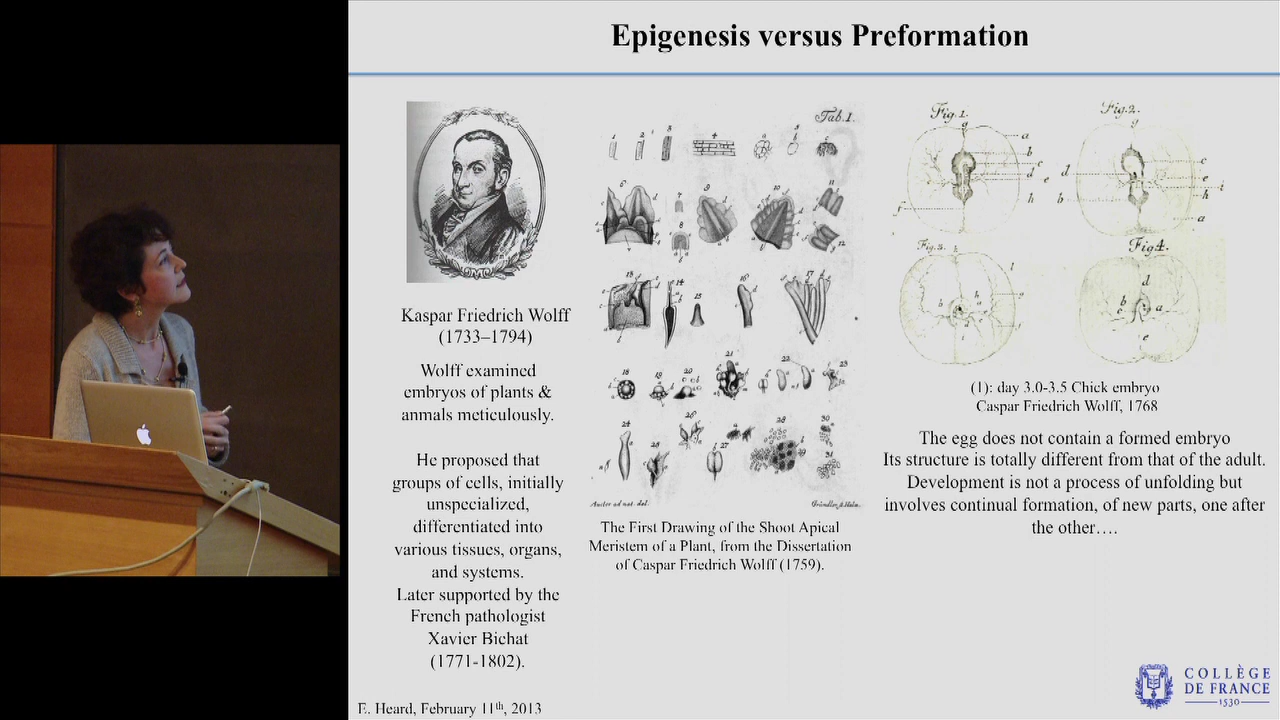 Epigenesis versus Preformation
Kaspar Friedrich Wolff
(1733–1794)
Wolff examined
embryos of plants &
anmals meticulously.
He proposed that
groups of cells, initially
unspecialized,
differentiated into
various tissues, organs,
and systems.
Later supported by the
French pathologist
Xavier Bichat
(1771-1802).
Tab.1.
Auctor ad nat. del.
The First Drawing of the Shoot Apical
Meristem of a Plant, from the Dissertation
of Caspar Friedrich Wolff (1759).
Fig.1.
Fig.2.
Fig.3.
Fig4.
(1): day 3.0-3.5 Chick embryo
Caspar Friedrich Wolff, 1768
The egg does not contain a formed embryo
Its structure is totally different from that of the adult.
Development is not a process of unfolding but
involves continual formation, of new parts, one after
the other….
E. Heard, February 11th, 2013
COLLÈGE
DE FRANCE
1530